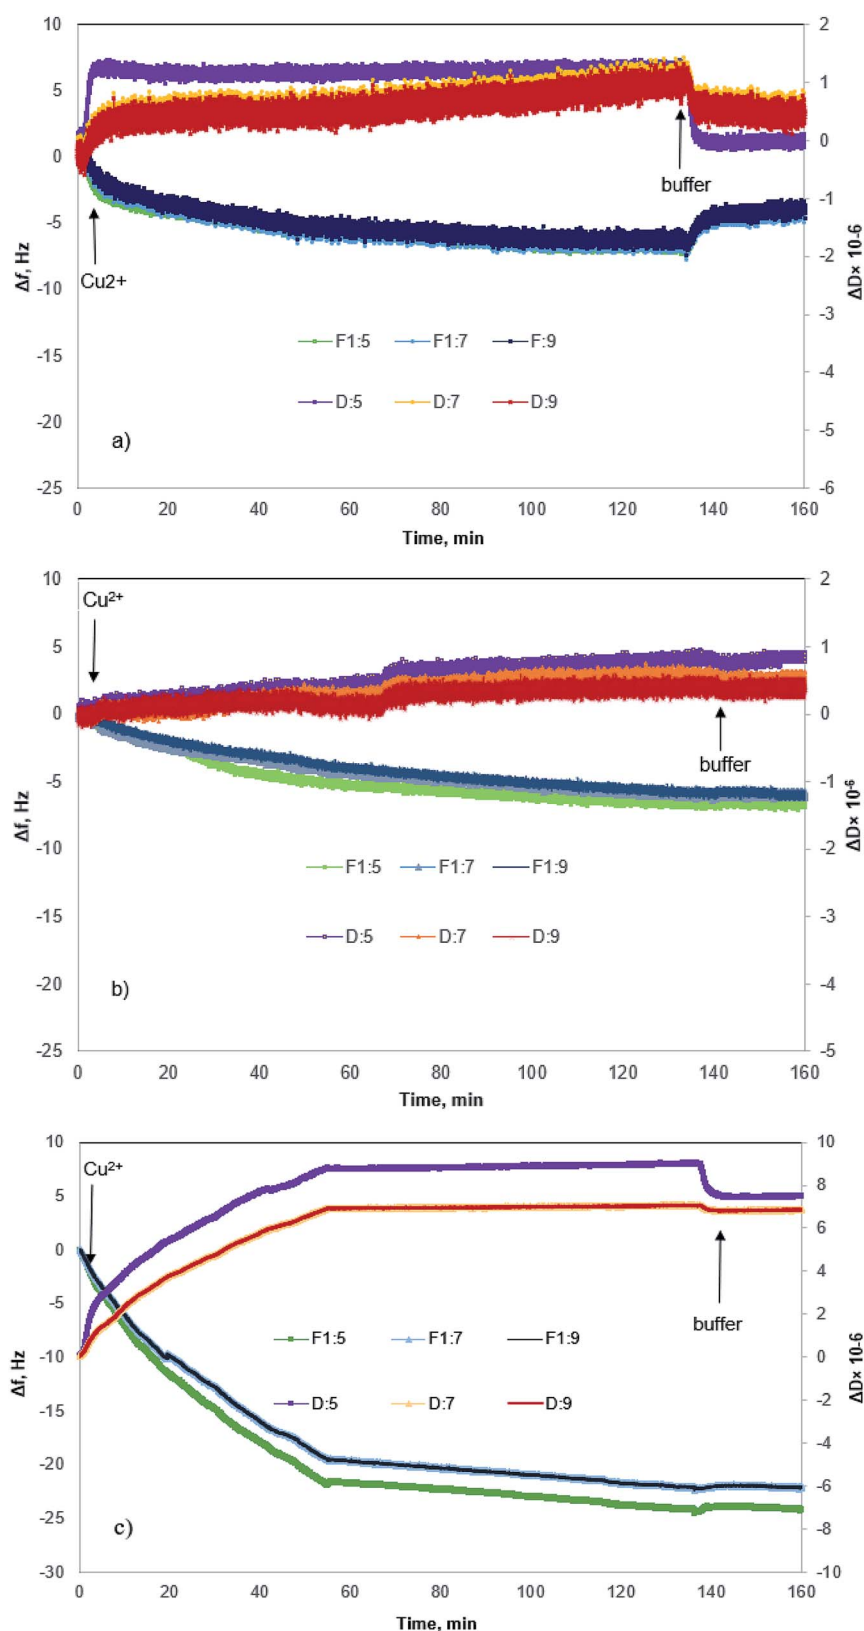 10
5
0
-5
-10
-15
-20
-25
Δf, Hz
2
1
0
-1
-2
-3
-4
-5
-6
ΔD× 10-6
Cu2+
buffer
F1:5 F1:7 F:9
D:5 D:7 D:9
a)
0 20 40 60 80 100 120 140 160
Time, min
10
5
0
-5
-10
-15
-20
-25
Δf, Hz
2
1
0
-1
-2
-3
-4
-5
ΔD× 10⁻⁶
Cu²⁺
buffer
F1:5 F1:7 F1:9
D:5 D:7 D:9
b)
0 20 40 60 80 100 120 140 160
Time, min
10
5
0
-5
-10
-15
-20
-25
-30
Δf, Hz
10
8
6
4
2
0
-2
-4
-6
-8
-10
ΔD× 10-6
Cu²⁺
buffer
F1:5 F1:7 F1:9
D:5 D:7 D:9
c)
0 20 40 60 80 100 120 140 160
Time, min